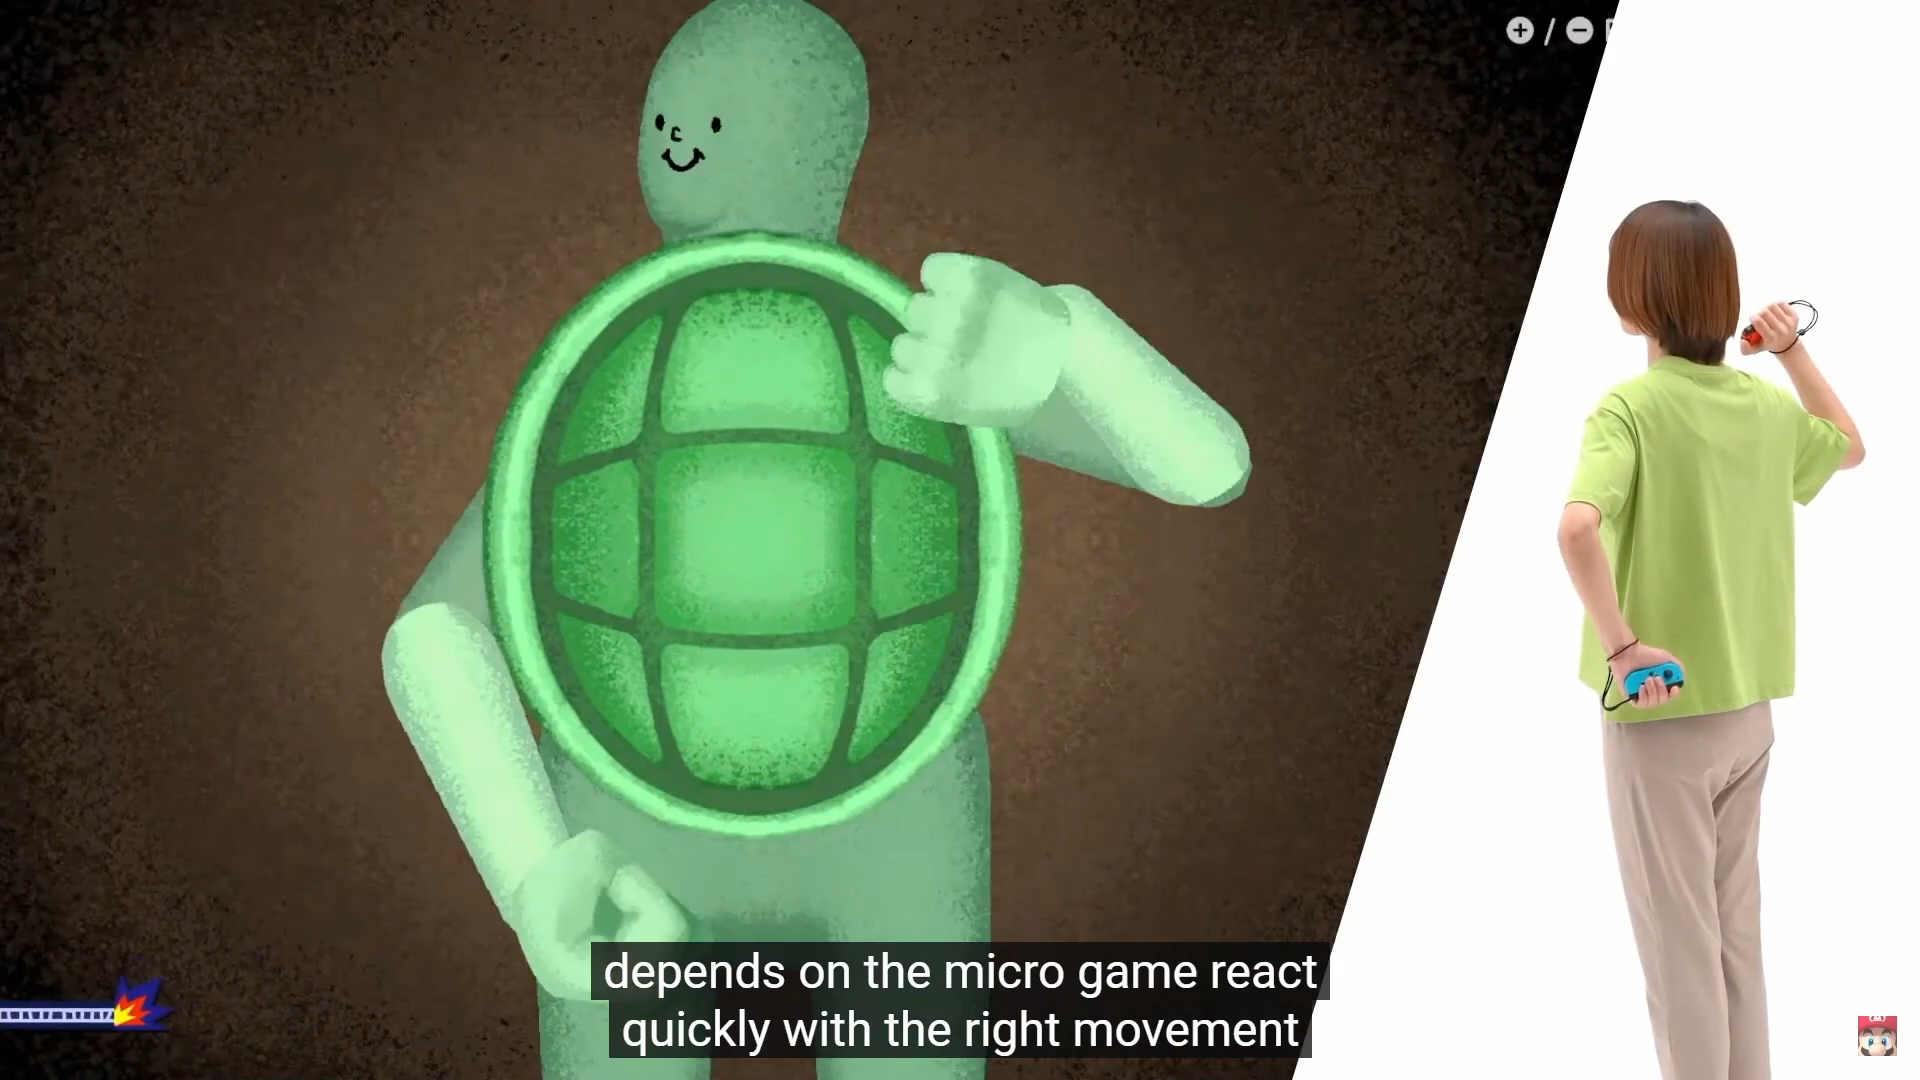 depends on the micro game react
quickly with the right movement